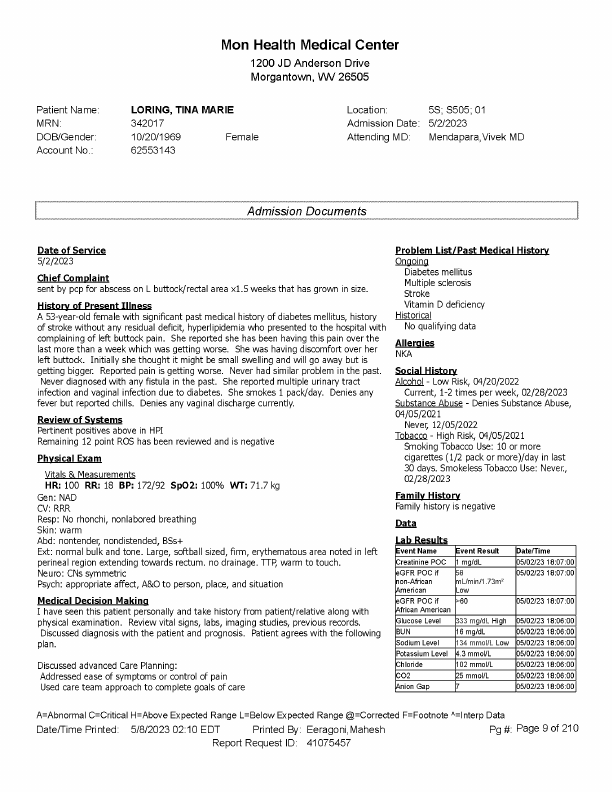 Mon Health Medical Center
1200 JD Anderson Drive
Morgantown, WV 26505
Patient Name: LORING, TINA MARIE
MRN: 342017
DOB/Gender: 10/20/1969 Female
Account No.: 62553143
Location: 5S; S505; 01
Admission Date: 5/2/2023
Attending MD: Mendapara,Vivek MD
Admission Documents
Date of Service
5/2/2023
Chief Complaint
sent by pcp for abscess on L buttock/rectal area x1.5 weeks that has grown in size.
History of Present Illness
A 53-year-old female with significant past medical history of diabetes mellitus, history
of stroke without any residual deficit, hyperlipidemia who presented to the hospital with
complaining of left buttock pain. She reported she has been having this pain over the
last more than a week which was getting worse. She was having discomfort over her
left buttock. Initially she thought it might be small swelling and will go away but is
getting bigger. Reported pain is getting worse. Never had similar problem in the past.
Never diagnosed with any fistula in the past. She reported multiple urinary tract
infection and vaginal infection due to diabetes. She smokes 1 pack/day. Denies any
fever but reported chills. Denies any vaginal discharge currently.
Review of Systems
Pertinent positives above in HPI
Remaining 12 point ROS has been reviewed and is negative
Physical Exam
Vitals & Measurements
HR: 100 RR: 18 BP: 172/92 SpO2: 100% WT: 71.7 kg
Gen: NAD
CV: RRR
Resp: No rhonchi, nonlabored breathing
Skin: warm
Abd: nontender, nondistended, BSs+
Ext: normal bulk and tone. Large, softball sized, firm, erythematous area noted in left
perineal region extending towards rectum. no drainage. TTP, warm to touch.
Neuro: CNs symmetric
Psych: appropriate affect, A&O to person, place, and situation
Medical Decision Making
I have seen this patient personally and take history from patient/relative along with
physical examination. Review vital signs, labs, imaging studies, previous records.
Discussed diagnosis with the patient and prognosis. Patient agrees with the following
plan.
Discussed advanced Care Planning:
Addressed ease of symptoms or control of pain
Used care team approach to complete goals of care
Problem List/Past Medical History
Ongoing
Diabetes mellitus
Multiple sclerosis
Stroke
Vitamin D deficiency
Historical
No qualifying data
Allergies
NKA
Social History
Alcohol - Low Risk, 04/20/2022
Current, 1-2 times per week, 02/28/2023
Substance Abuse - Denies Substance Abuse,
04/05/2021
Never, 12/05/2022
Tobacco - High Risk, 04/05/2021
Smoking Tobacco Use: 10 or more
cigarettes (1/2 pack or more)/day in last
30 days. Smokeless Tobacco Use: Never.,
02/28/2023
Family History
Family history is negative
Data
Lab Results
Event Name Event Result Date/Time
Creatinine POC 1 mg/dL 05/02/23 18:07:00
eGFR POC if 58 05/02/23 18:07:00
non-African mL/min/1.73m²
American Low
eGFR POC if >60 05/02/23 18:07:00
African American
Glucose Level 333 mg/dL High 05/02/23 18:06:00
BUN 16 mg/dL 05/02/23 18:06:00
Sodium Level 134 mmol/L Low 05/02/23 18:06:00
Potassium Level 4.3 mmol/L 05/02/23 18:06:00
Chloride 102 mmol/L 05/02/23 18:06:00
CO2 25 mmol/L 05/02/23 18:06:00
Anion Gap 7 05/02/23 18:06:00
A=Abnormal C=Critical H=Above Expected Range L=Below Expected Range @=Corrected F=Footnote ^=Interp Data
Date/Time Printed: 5/8/2023 02:10 EDT Printed By: Eeragoni,Mahesh Pg #: Page 9 of 210
Report Request ID: 41075457